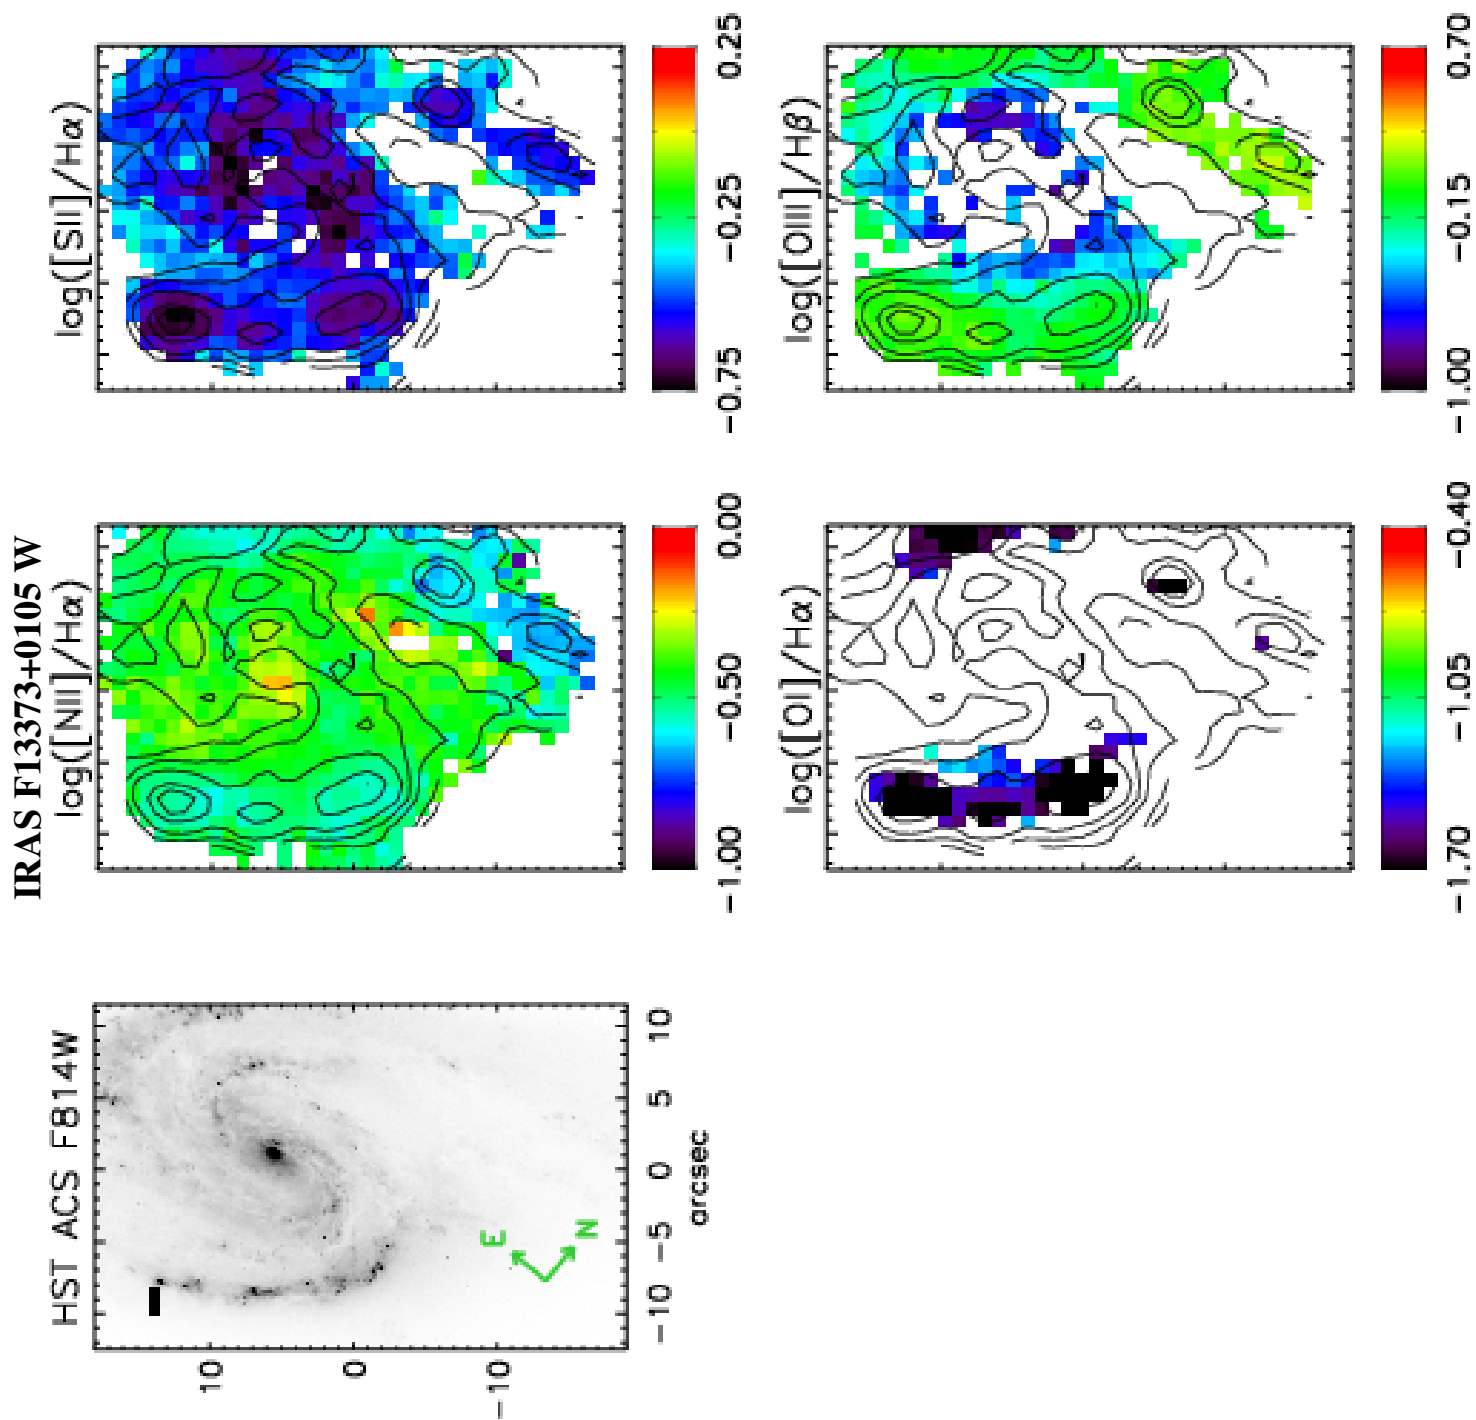 IRAS F13373+0105 W
HST ACS F814W
10
0
−10
−10 −5 0 5 10
arcsec
E
N
log([NII]/Hα)
−1.00 −0.50 0.00
log([SII]/Hα)
−0.75 −0.25 0.25
log([OI]/Hα)
−1.70 −1.05 −0.40
log([OIII]/Hβ)
−1.00 −0.15 0.70